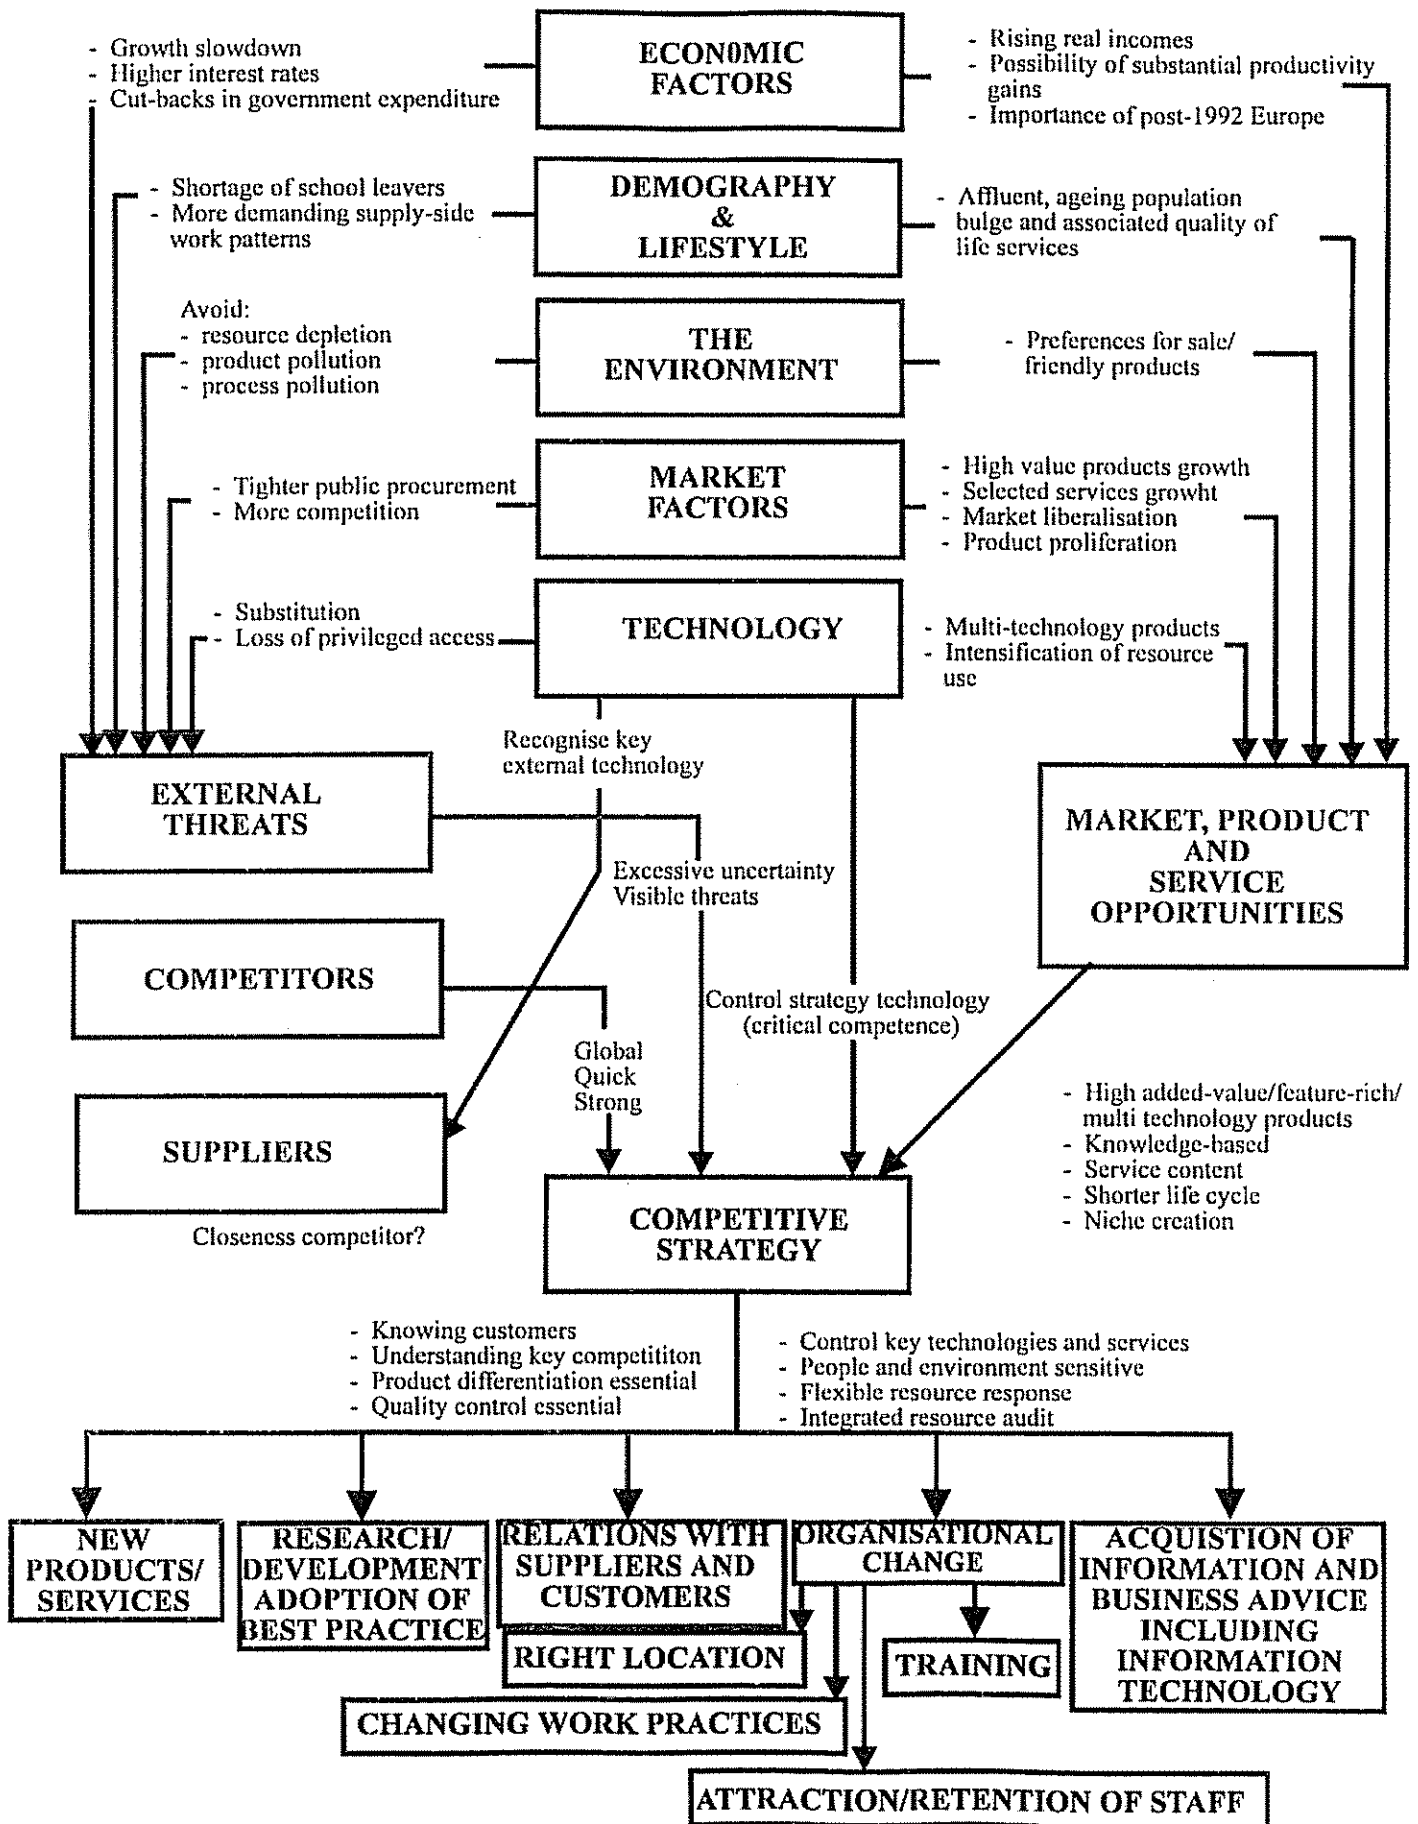 - Growth slowdown
- Higher interest rates
- Cut-backs in government expenditure
ECON0MIC
FACTORS
- Rising real incomes
- Possibility of substantial productivity
gains
- Importance of post-1992 Europe
- Shortage of school leavers
- More demanding supply-side
work patterns
DEMOGRAPHY
&
LIFESTYLE
- Affluent, ageing population
bulge and associated quality of
life services
Avoid:
- resource depletion
- product pollution
- process pollution
THE
ENVIRONMENT
- Preferences for sale/
friendly products
- Tighter public procurement
- More competition
MARKET
FACTORS
- High value products growth
- Selected services growht
- Market liberalisation
- Product proliferation
- Substitution
- Loss of privileged access
TECHNOLOGY
- Multi-technology products
- Intensification of resource
use
Recognise key
external technology
EXTERNAL
THREATS
MARKET, PRODUCT
AND
SERVICE
OPPORTUNITIES
Excessive uncertainty
Visible threats
COMPETITORS
Control strategy technology
(critical competence)
Global
Quick
Strong
SUPPLIERS
Closeness competitor?
- High added-value/feature-rich/
multi technology products
- Knowledge-based
- Service content
- Shorter life cycle
- Niche creation
COMPETITIVE
STRATEGY
- Knowing customers
- Understanding key competititon
- Product differentiation essential
- Quality control essential
- Control key technologies and services
- People and environment sensitive
- Flexible resource response
- Integrated resource audit
NEW
PRODUCTS/
SERVICES
RESEARCH/
DEVELOPMENT
ADOPTION OF
BEST PRACTICE
RELATIONS WITH
SUPPLIERS AND
CUSTOMERS
ORGANISATIONAL
CHANGE
ACQUISTION OF
INFORMATION AND
BUSINESS ADVICE
INCLUDING
INFORMATION
TECHNOLOGY
RIGHT LOCATION
TRAINING
CHANGING WORK PRACTICES
ATTRACTION/RETENTION OF STAFF